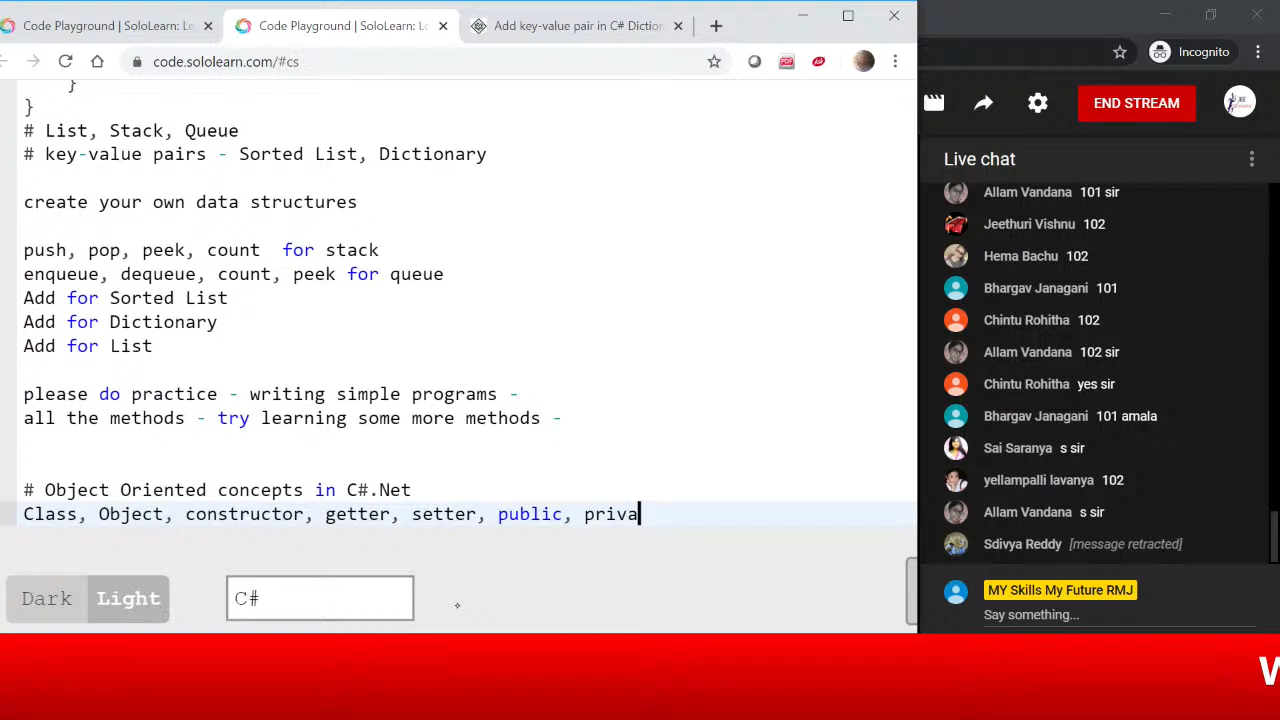 Code Playground | SoloLearn: Le
Code Playground | SoloLearn: Le
Add key-value pair in C# Diction
code.sololearn.com/#cs
Incognito
}
}
# List, Stack, Queue
# key-value pairs - Sorted List, Dictionary
create your own data structures
push, pop, peek, count  for stack
enqueue, dequeue, count, peek for queue
Add for Sorted List
Add for Dictionary
Add for List
please do practice - writing simple programs -
all the methods - try learning some more methods -
# Object Oriented concepts in C#.Net
Class, Object, constructor, getter, setter, public, priva
Dark Light
C#
END STREAM
Live chat
Allam Vandana 101 sir
Jeethuri Vishnu 102
Hema Bachu 102
Bhargav Janagani 101
Chintu Rohitha 102
Allam Vandana 102 sir
Chintu Rohitha yes sir
Bhargav Janagani 101 amala
Sai Saranya s sir
yellampalli lavanya 102
Allam Vandana s sir
Sdivya Reddy [message retracted]
MY Skills My Future RMJ
Say something...
W